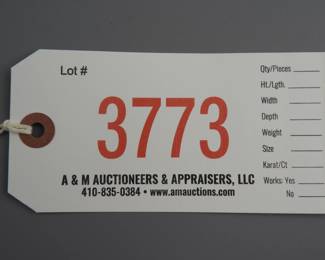 Lot #
3773
A & M AUCTIONEERS & APPRAISERS, LLC
410-835-0384 • www.amauctions.com
Qty/Pieces
Ht./Lgth.
Width
Depth
Weight
Size
Karat/Ct
Works: Yes
No